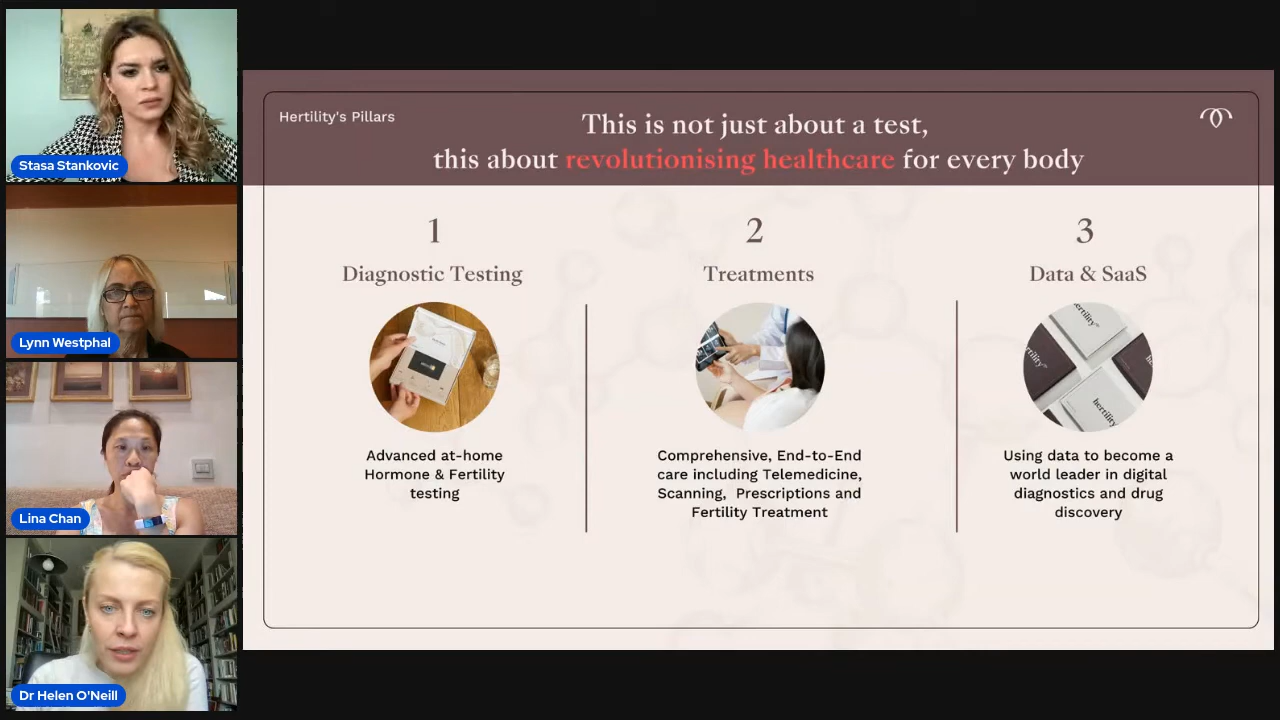 Stasa Stankovic
Lynn Westphal
Lina Chan
Dr Helen O'Neill
Hertility's Pillars
This is not just about a test,
this about revolutionising healthcare for every body
1
Diagnostic Testing
Advanced at-home
Hormone & Fertility
testing
2
Treatments
Comprehensive, End-to-End
care including Telemedicine,
Scanning, Prescriptions and
Fertility Treatment
3
Data & SaaS
hertility
hertility
Using data to become a
world leader in digital
diagnostics and drug
discovery